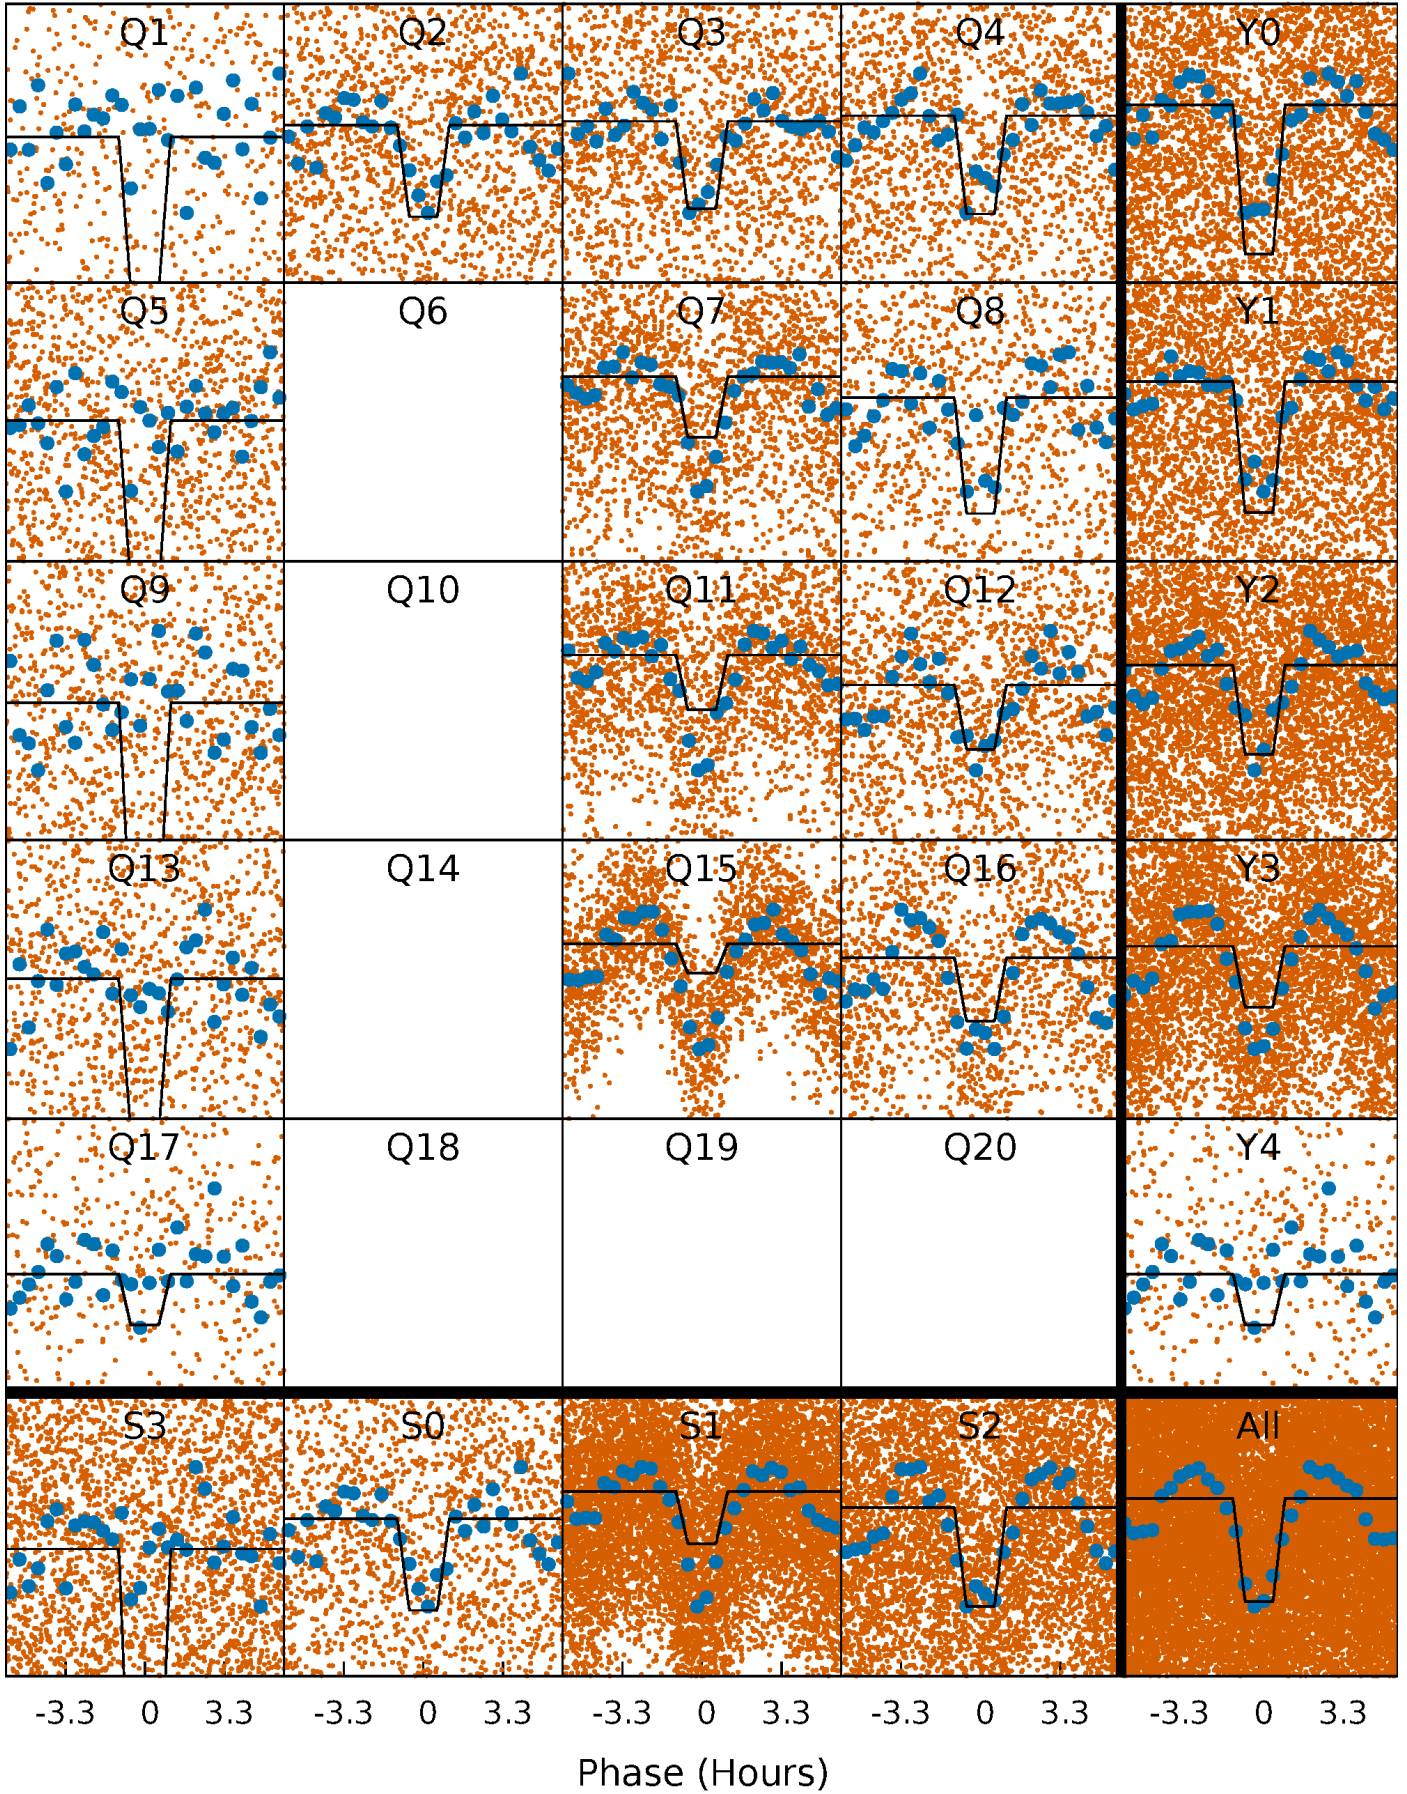 Q1 Q2 Q3 Q4 Y0
Q5 Q6 Q7 Q8 Y1
Q9 Q10 Q11 Q12 Y2
Q13 Q14 Q15 Q16 Y3
Q17 Q18 Q19 Q20 Y4
S3 S0 S1 S2 All
-3.3 0 3.3 -3.3 0 3.3 -3.3 0 3.3 -3.3 0 3.3 -3.3 0 3.3
Phase (Hours)